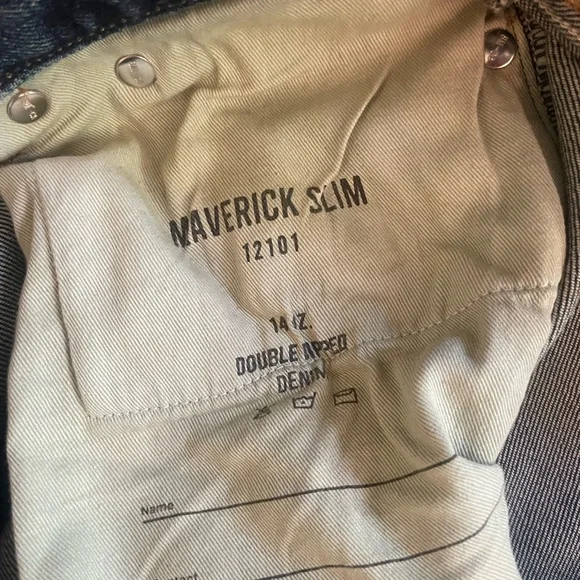 MAVERICK SLIM
12101
14 OZ.
DOUBLE
DENIM
Name